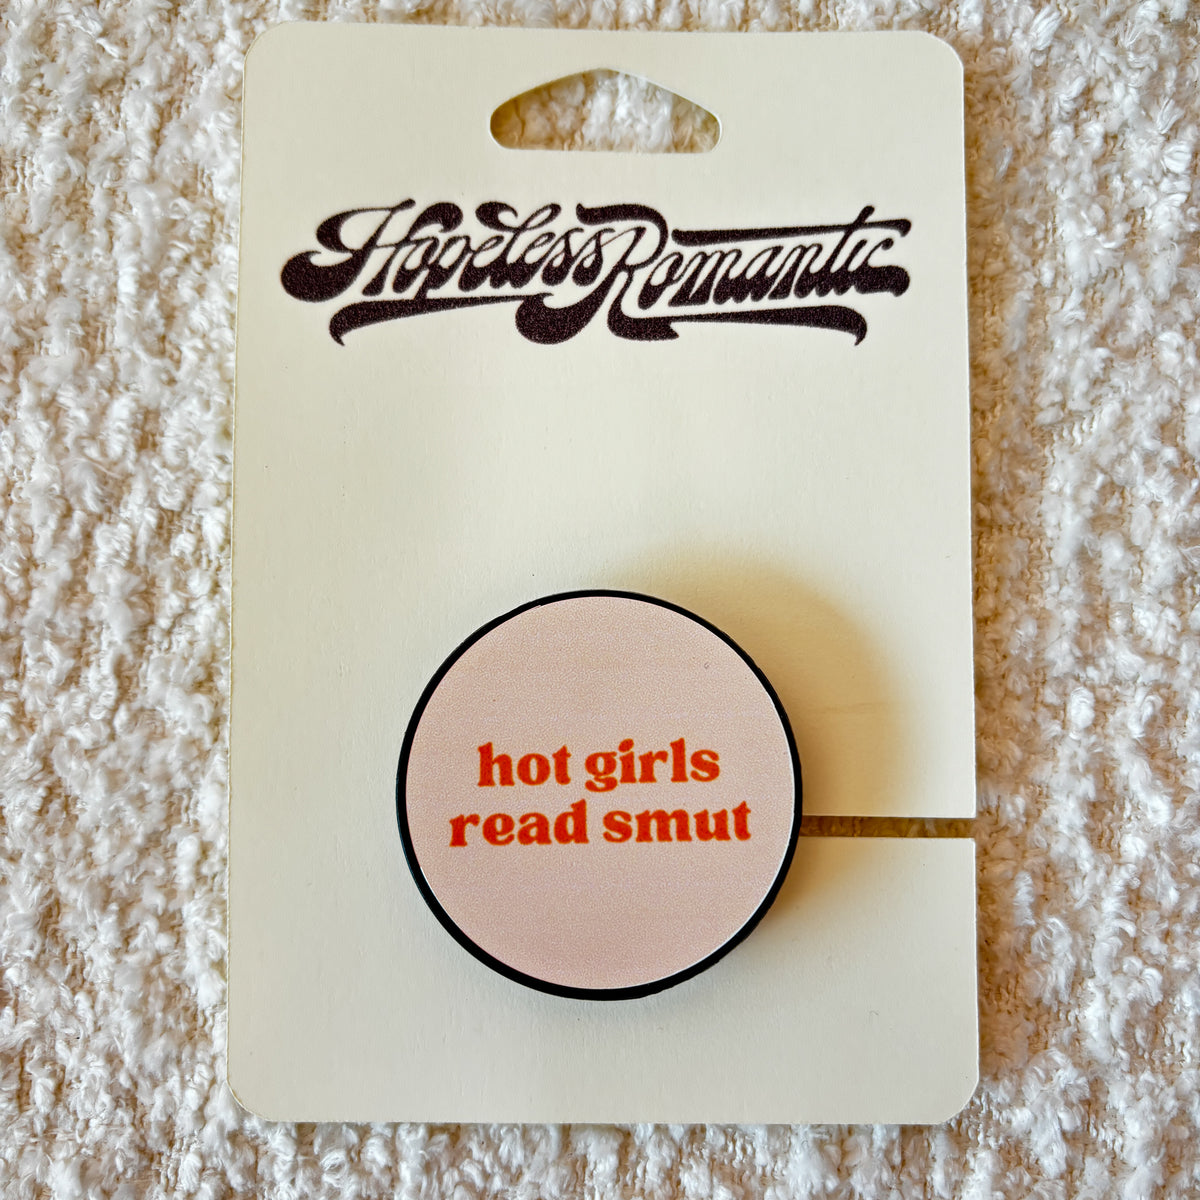 Hopeless Romantic
hot girls
read smut